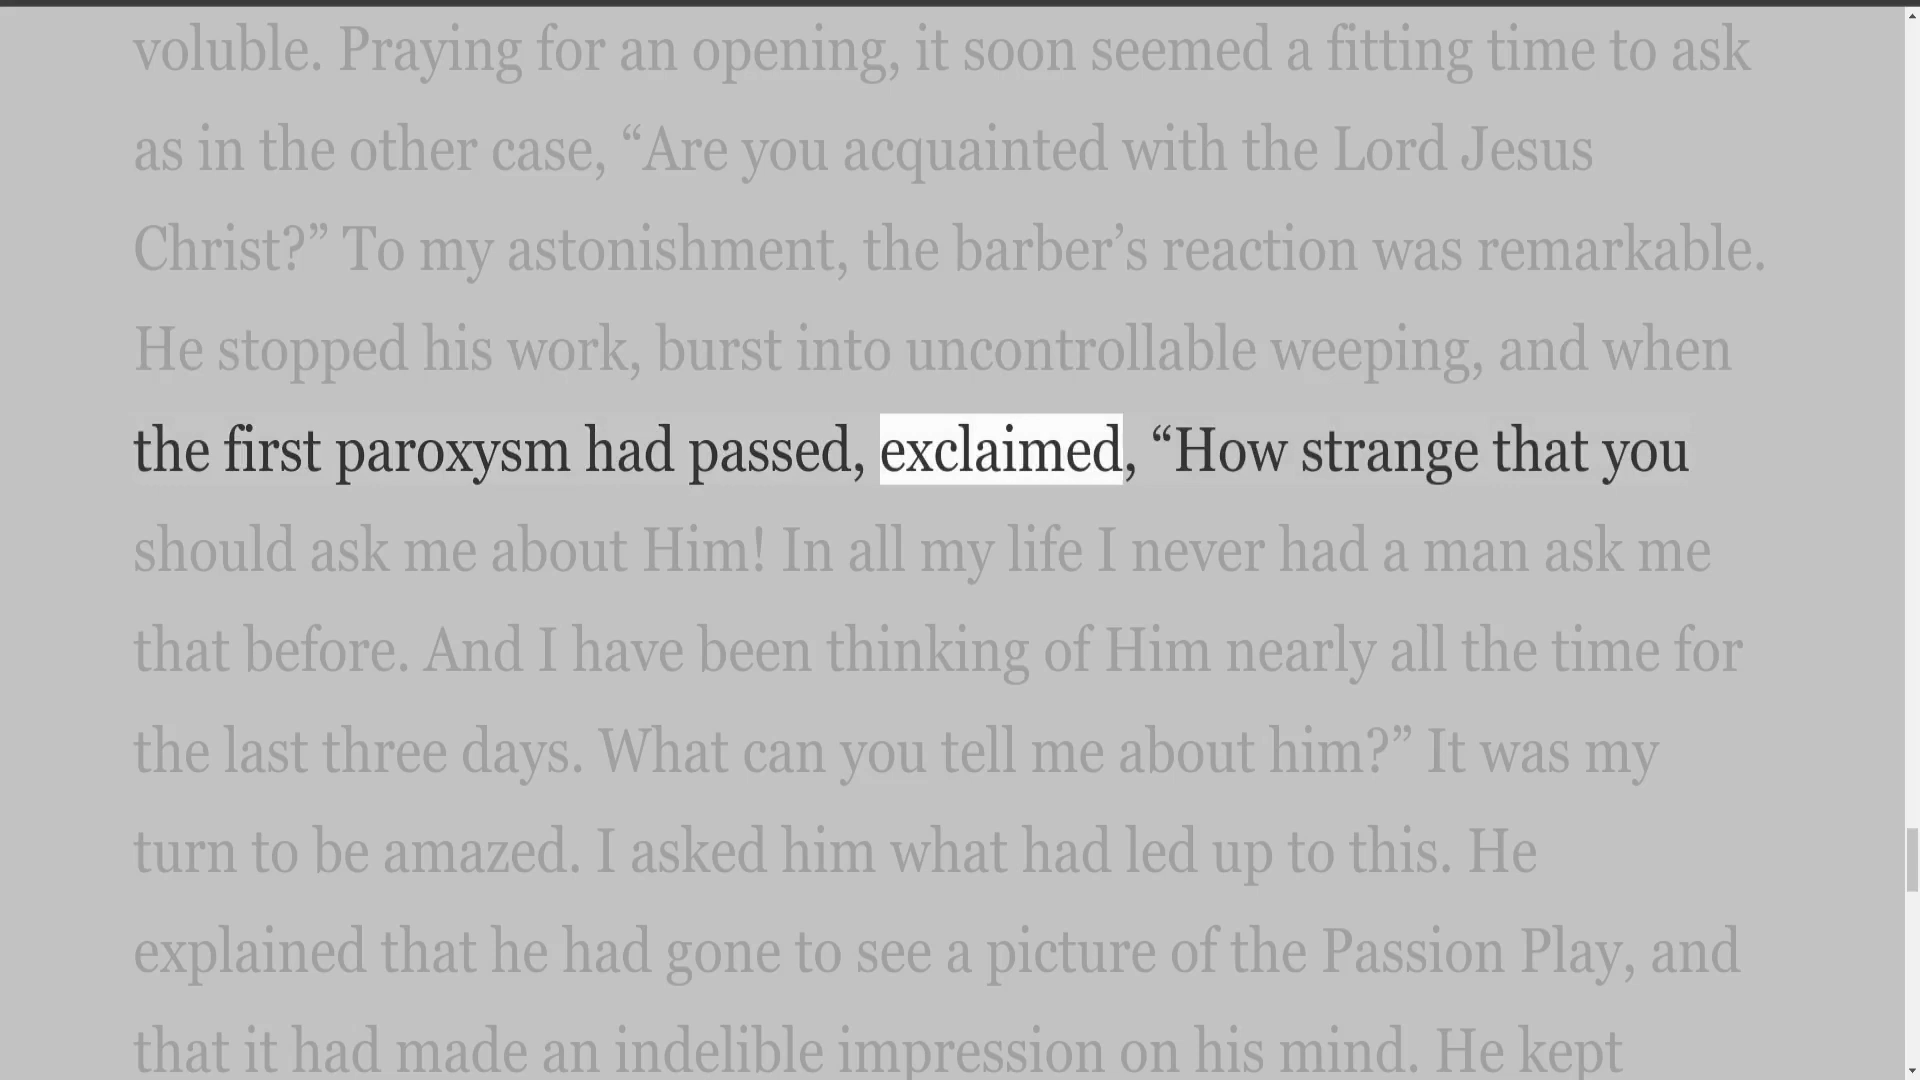 voluble. Praying for an opening, it soon seemed a fitting time to ask
as in the other case, “Are you acquainted with the Lord Jesus
Christ?” To my astonishment, the barber’s reaction was remarkable.
He stopped his work, burst into uncontrollable weeping, and when
the first paroxysm had passed, exclaimed, “How strange that you
should ask me about Him! In all my life I never had a man ask me
that before. And I have been thinking of Him nearly all the time for
the last three days. What can you tell me about him?” It was my
turn to be amazed. I asked him what had led up to this. He
explained that he had gone to see a picture of the Passion Play, and
that it had made an indelible impression on his mind. He kept